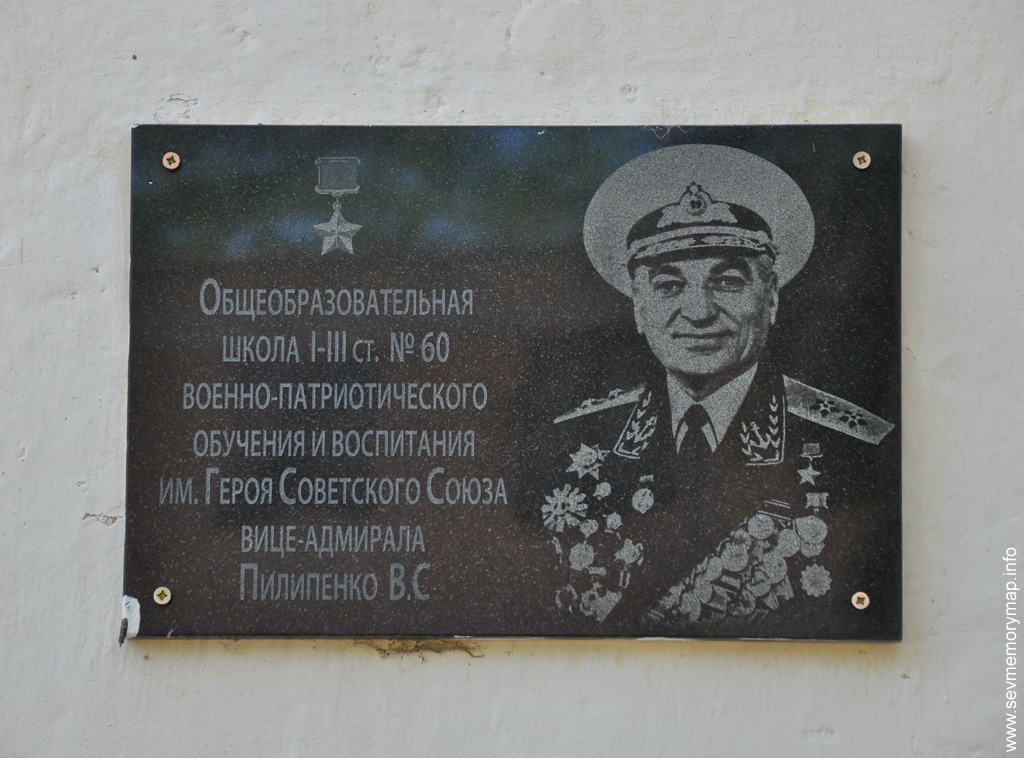 Общеобразовательная
школа I-III ст. № 60
военно-патриотического
обучения и воспитания
им. Героя Советского Союза
вице-адмирала
Пилипенко В.С
www.sevmemorymap.info